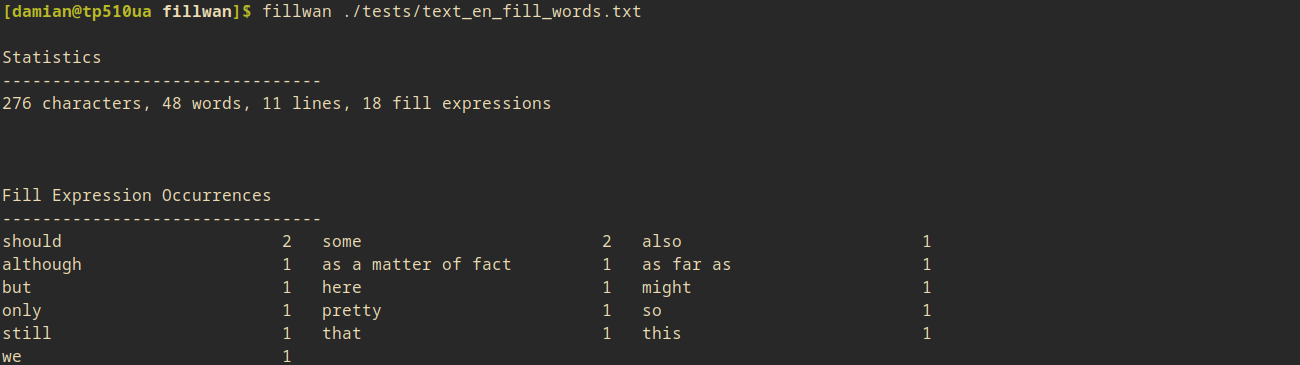 [damian@tp510ua fillwan]$ fillwan ./tests/text_en_fill_words.txt
Statistics
--------------------------------
276 characters, 48 words, 11 lines, 18 fill expressions
Fill Expression Occurrences
--------------------------------
should 2 some 2 also 1
although 1 as a matter of fact 1 as far as 1
but 1 here 1 might 1
only 1 pretty 1 so 1
still 1 that 1 this 1
we 1